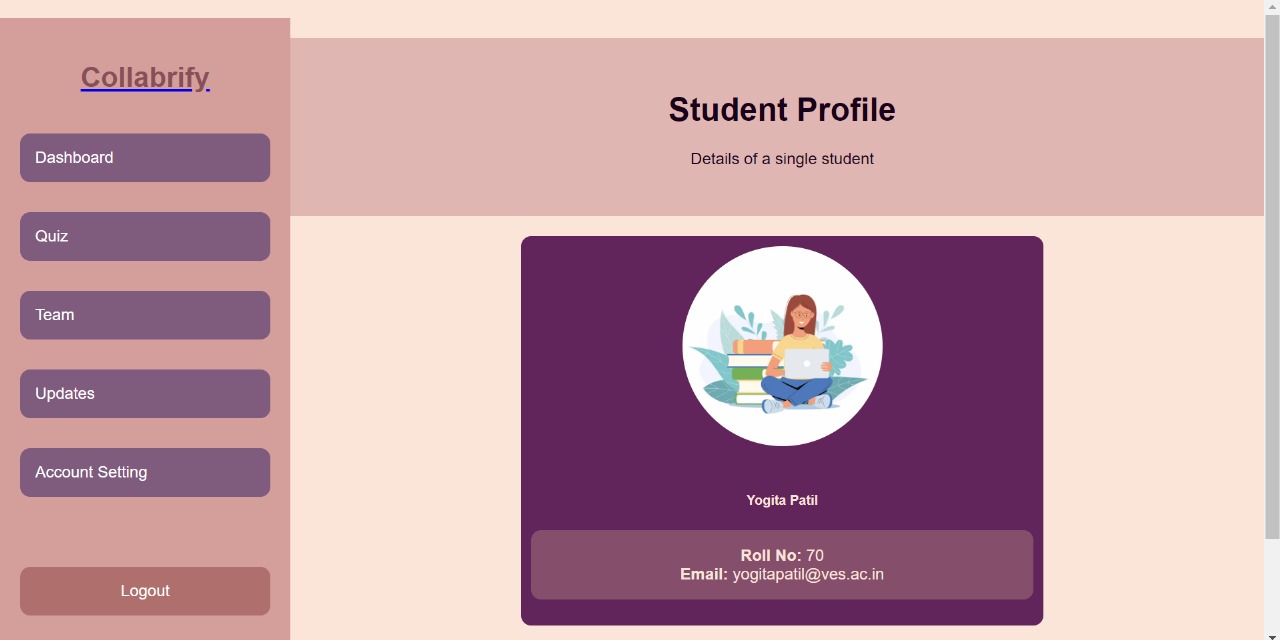 Collabrify
Dashboard
Quiz
Team
Updates
Account Setting
Logout
Student Profile
Details of a single student
Yogita Patil
Roll No: 70
Email: yogitapatil@ves.ac.in